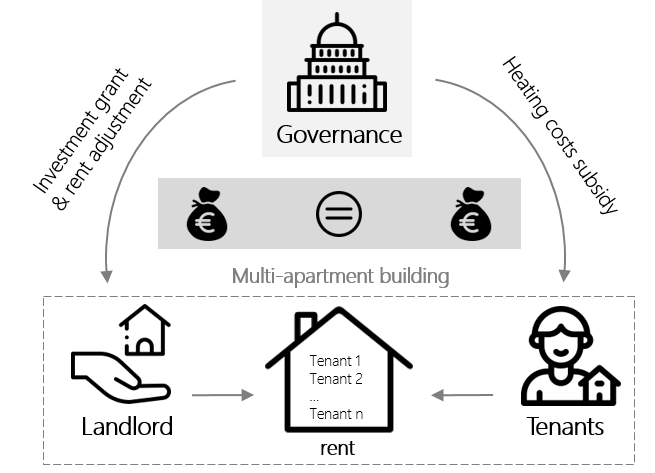 Governance
Investment grant
& rent adjustment
Heating costs subsidy
€
€
Multi-apartment building
Tenant 1
Tenant 2
...
Tenant n
Landlord
rent
Tenants